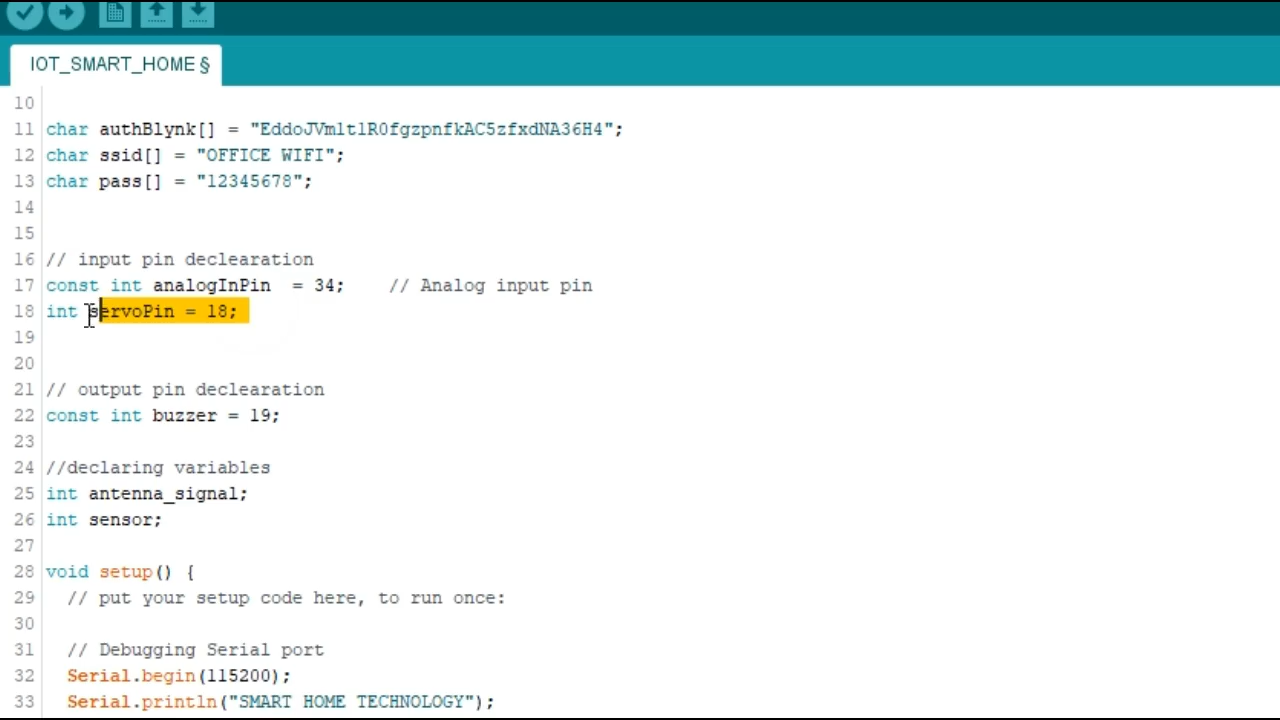 IOT_SMART_HOME §
10
11 char authBlynk[] = "EddoJVm1t1R0fgzpnfkAC5zfxdNA36H4";
12 char ssid[] = "OFFICE WIFI";
13 char pass[] = "12345678";
14
15
16 // input pin declearation
17 const int analogInPin  = 34;    // Analog input pin
18 int servoPin = 18;
19
20
21 // output pin declearation
22 const int buzzer = 19;
23
24 //declaring variables
25 int antenna_signal;
26 int sensor;
27
28 void setup() {
29   // put your setup code here, to run once:
30
31   // Debugging Serial port
32   Serial.begin(115200);
33   Serial.println("SMART HOME TECHNOLOGY");